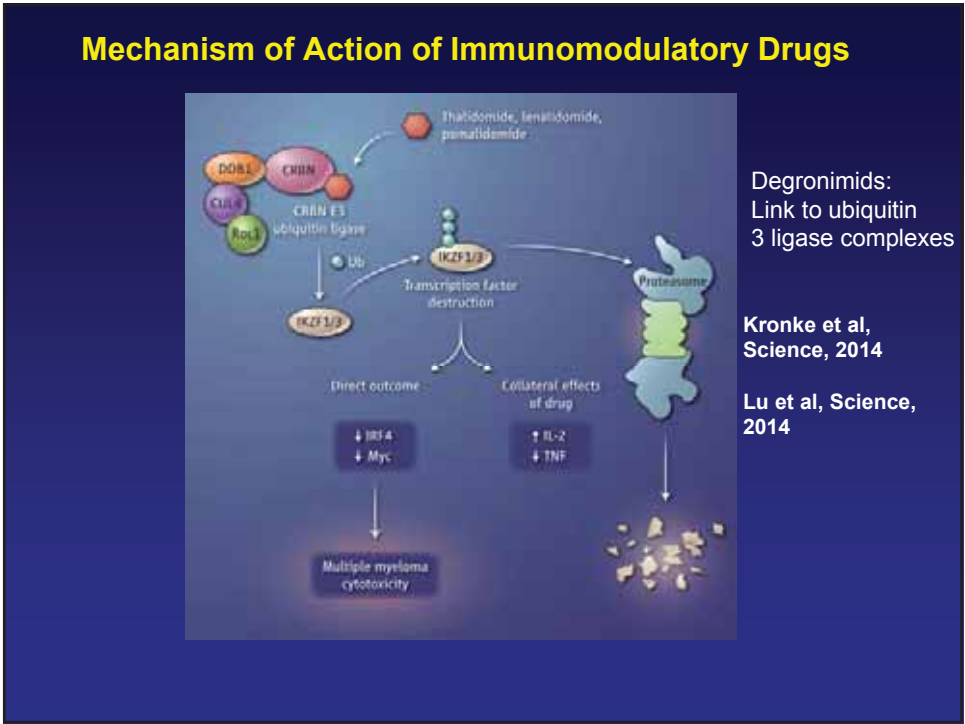 Mechanism of Action of Immunomodulatory Drugs
Thalidomide, lenalidomide,
pomalidomide
DDB1
CRBN
CUL4
Roc1
CRBN E3
ubiquitin ligase
Ub
IKZF1/3
IKZF1/3
Transcription factor
destruction
Proteasome
Direct outcome
Collateral effects
of drug
↓ IRF4
↓ Myc
↑ IL-2
↓ TNF
Multiple myeloma
cytotoxicity
Degronimids:
Link to ubiquitin
3 ligase complexes
Kronke et al,
Science, 2014
Lu et al, Science,
2014